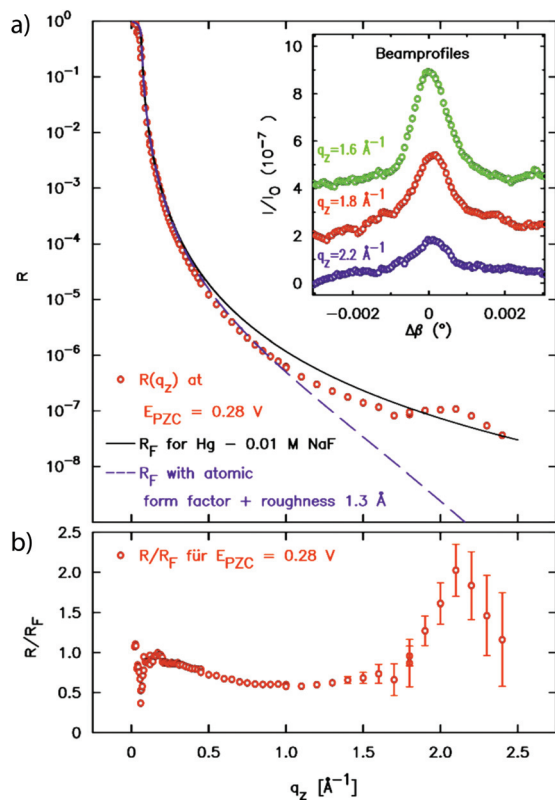 a)
10⁰
10⁻¹
10⁻²
10⁻³
10⁻⁴
10⁻⁵
10⁻⁶
10⁻⁷
10⁻⁸
R
Beamprofiles
10
8
6
4
2
0
I/I₀ (10⁻⁷)
q_z=1.6 Å⁻¹
q_z=1.8 Å⁻¹
q_z=2.2 Å⁻¹
−0.002 0 0.002
Δβ (°)
R(q_z) at
E_PZC = 0.28 V
R_F for Hg − 0.01 M NaF
R_F with atomic
form factor + roughness 1.3 Å
b)
2.5
2.0
1.5
1.0
0.5
0.0
R/R_F
R/R_F für E_PZC = 0.28 V
0 0.5 1.0 1.5 2.0 2.5
q_z [Å⁻¹]